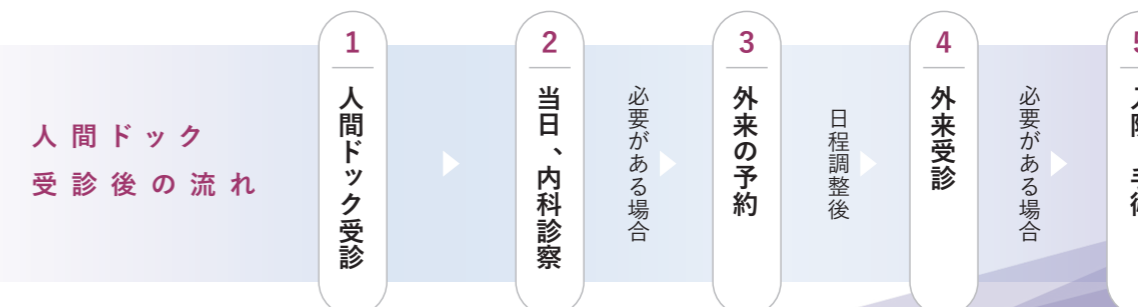 人間ドック
受診後の流れ
1
人間ドック受診
2
当日、内科診察
必要がある場合
3
外来の予約
日程調整後
4
外来受診
必要がある場合
5